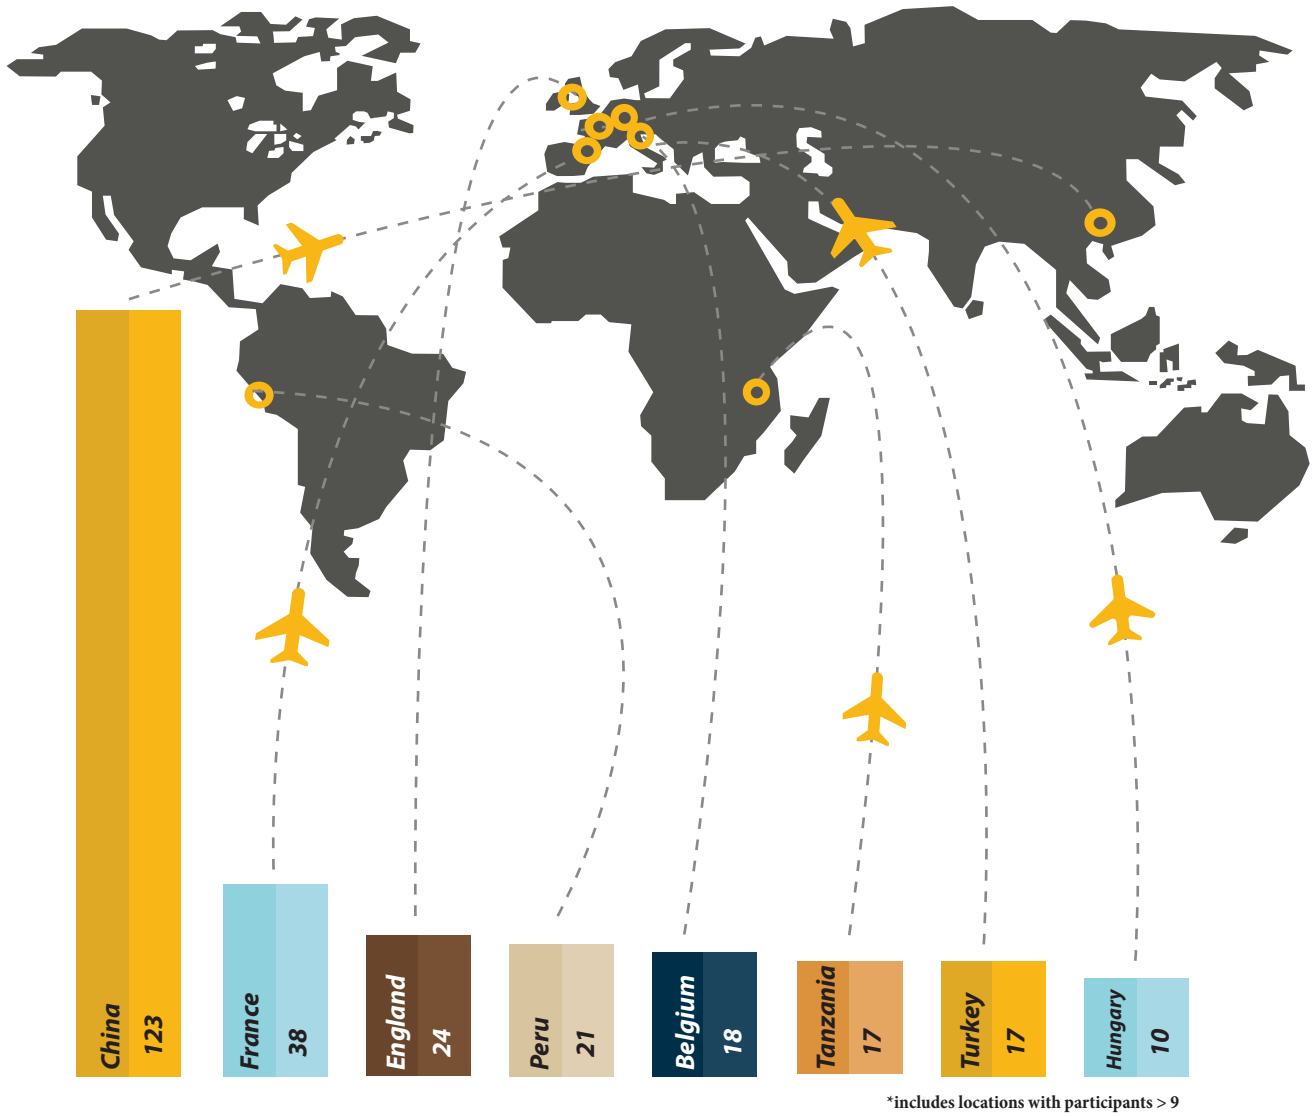 China
123
France
38
England
24
Peru
21
Belgium
18
Tanzania
17
Turkey
17
Hungary
10
*includes locations with participants > 9